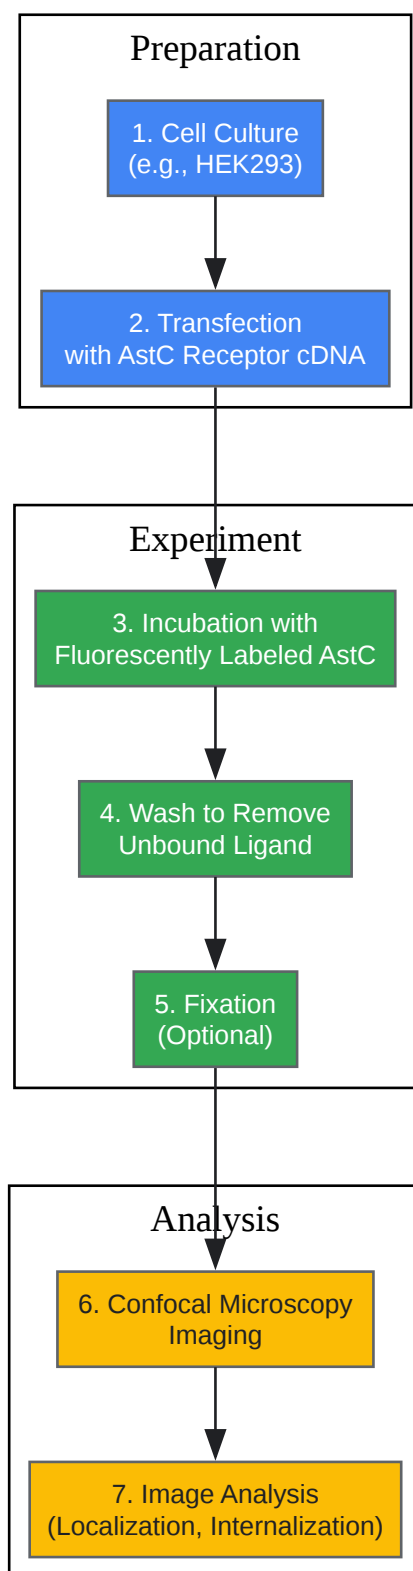 Preparation
1. Cell Culture
(e.g., HEK293)
2. Transfection
with AstC Receptor cDNA
Experiment
3. Incubation with
Fluorescently Labeled AstC
4. Wash to Remove
Unbound Ligand
5. Fixation
(Optional)
Analysis
6. Confocal Microscopy
Imaging
7. Image Analysis
(Localization, Internalization)